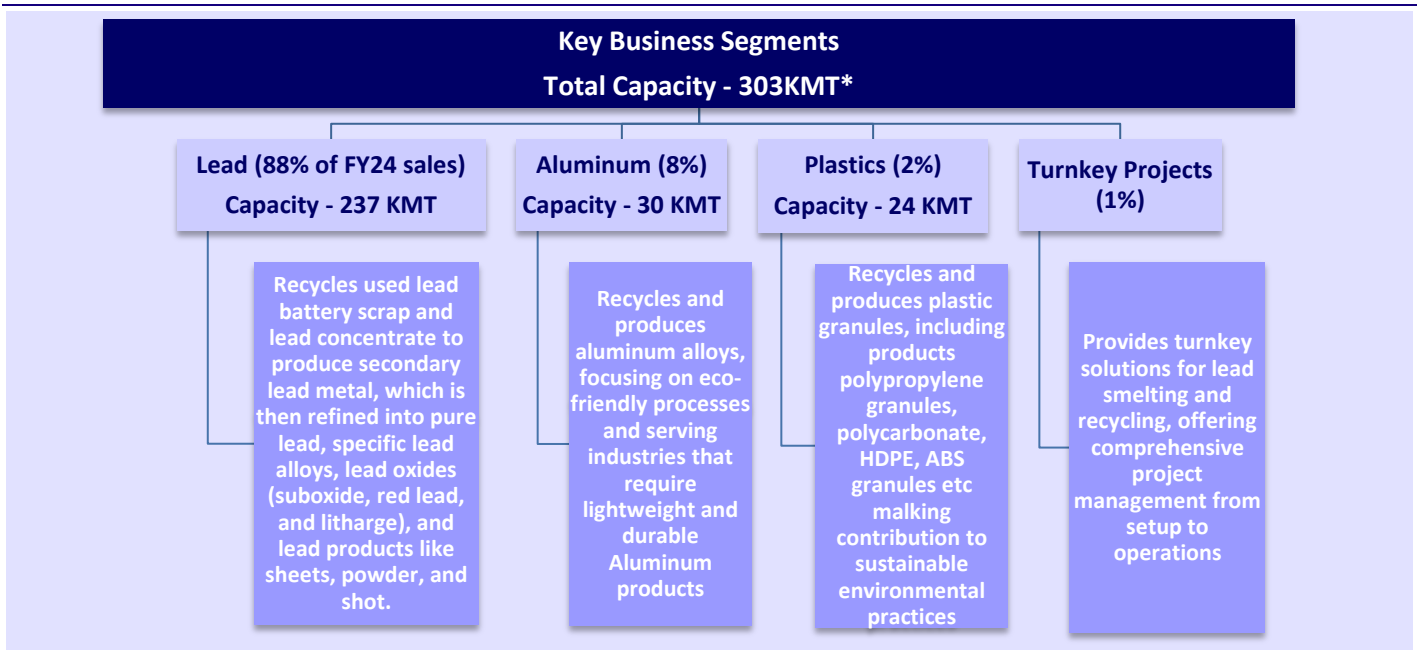 Key Business Segments
Total Capacity - 303KMT*
Lead (88% of FY24 sales)
Capacity - 237 KMT
Recycles used lead
battery scrap and
lead concentrate to
produce secondary
lead metal, which is
then refined into pure
lead, specific lead
alloys, lead oxides
(suboxide, red lead,
and litharge), and
lead products like
sheets, powder, and
shot.
Aluminum (8%)
Capacity - 30 KMT
Recycles and
produces
aluminum alloys,
focusing on eco-
friendly processes
and serving
industries that
require
lightweight and
durable
Aluminum
products
Plastics (2%)
Capacity - 24 KMT
Recycles and
produces plastic
granules, including
products
polypropylene
granules,
polycarbonate,
HDPE, ABS
granules etc
malking
contribution to
sustainable
environmental
practices
Turnkey Projects
(1%)
Provides turnkey
solutions for lead
smelting and
recycling, offering
comprehensive
project
management from
setup to
operations